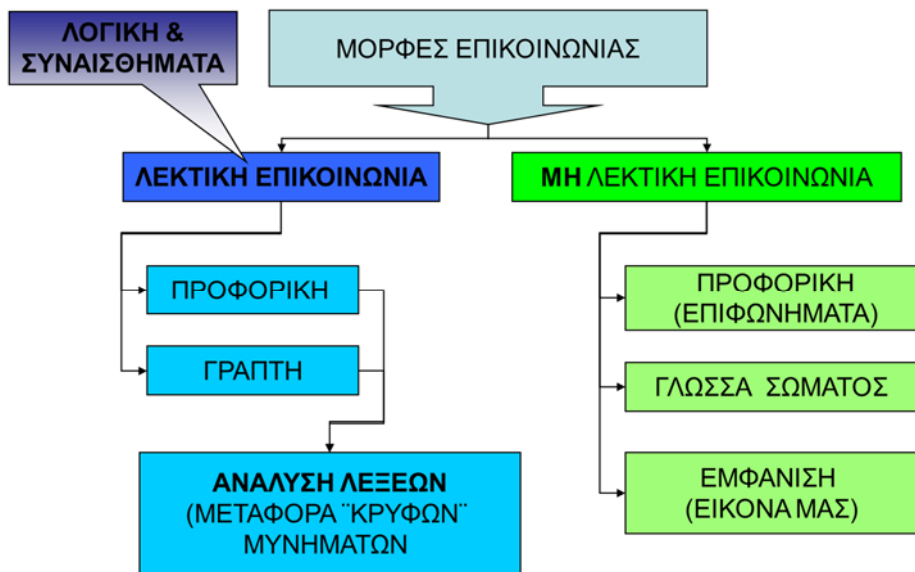 ΛΟΓΙΚΗ &
ΣΥΝΑΙΣΘΗΜΑΤΑ
ΜΟΡΦΕΣ ΕΠΙΚΟΙΝΩΝΙΑΣ
ΛΕΚΤΙΚΗ ΕΠΙΚΟΙΝΩΝΙΑ
ΜΗ ΛΕΚΤΙΚΗ ΕΠΙΚΟΙΝΩΝΙΑ
ΠΡΟΦΟΡΙΚΗ
ΓΡΑΠΤΗ
ΑΝΑΛΥΣΗ ΛΕΞΕΩΝ
(ΜΕΤΑΦΟΡΑ ¨ΚΡΥΦΩΝ¨
ΜΥΝΗΜΑΤΩΝ
ΠΡΟΦΟΡΙΚΗ
(ΕΠΙΦΩΝΗΜΑΤΑ)
ΓΛΩΣΣΑ ΣΩΜΑΤΟΣ
ΕΜΦΑΝΙΣΗ
(ΕΙΚΟΝΑ ΜΑΣ)